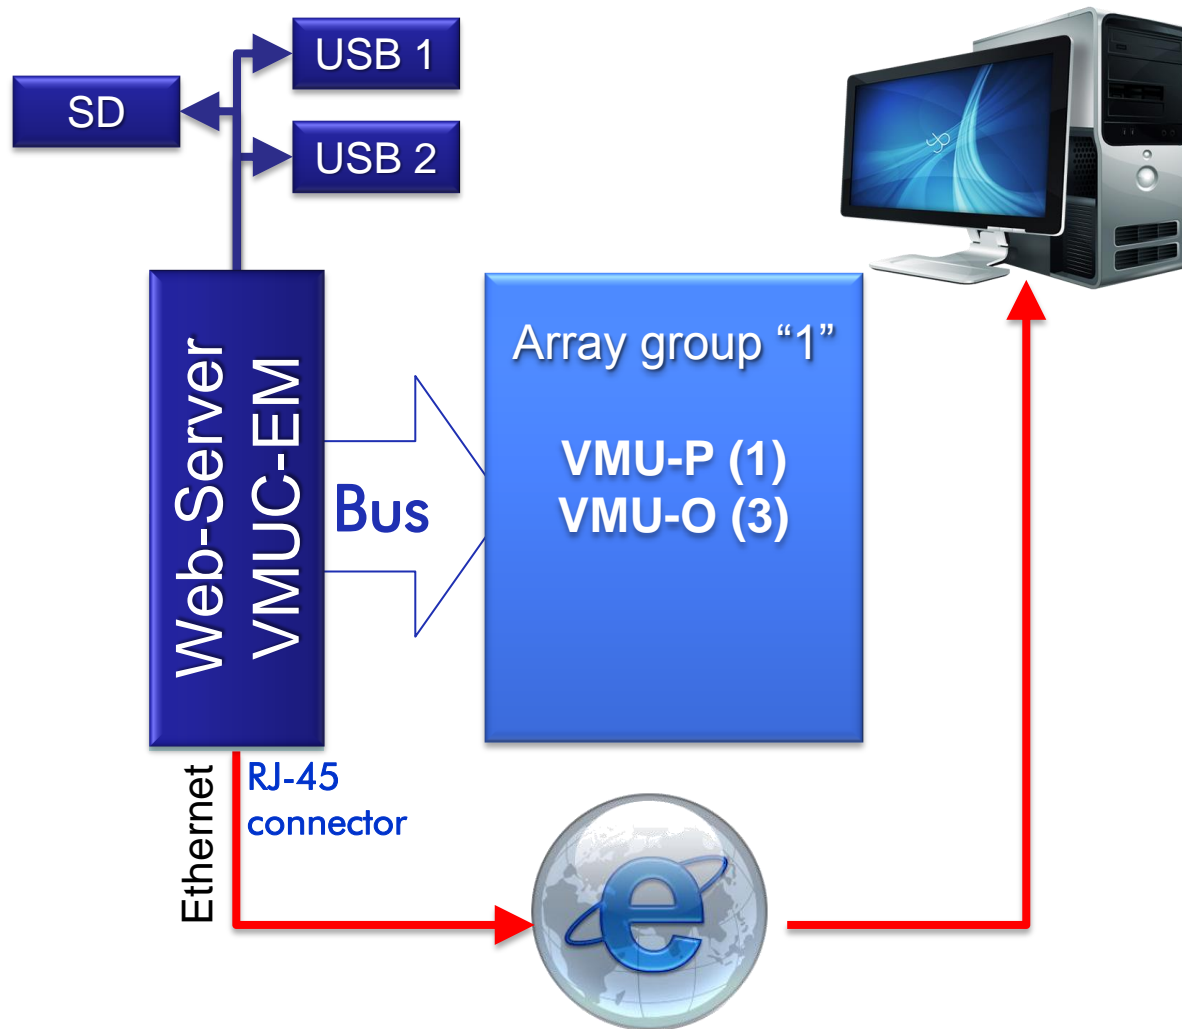 USB 1
SD
USB 2
Web-Server
VMUC-EM
Bus
Array group “1”
VMU-P (1)
VMU-O (3)
Ethernet
RJ-45
connector
e